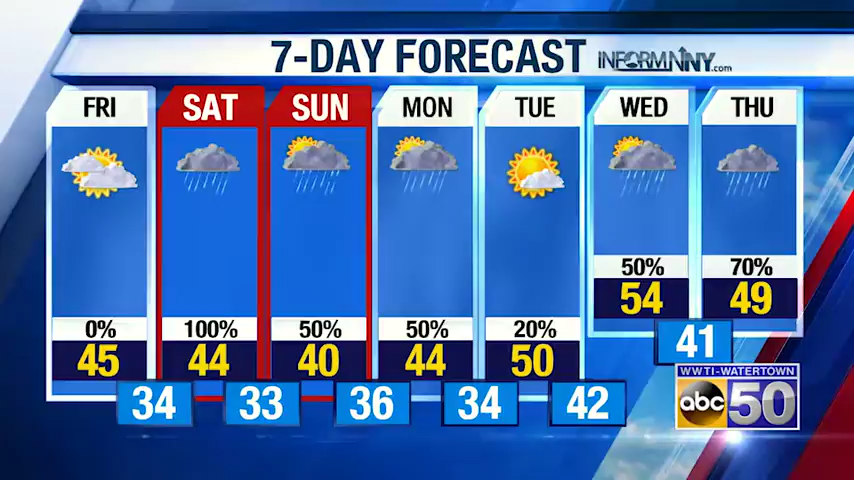 7-DAY FORECAST INFORMNNY.com
FRI SAT SUN MON TUE WED THU
50% 70%
54 49
0% 100% 50% 50% 20%
45 44 40 44 50
41
34 33 36 34 42
WWTI-WATERTOWN
abc 50